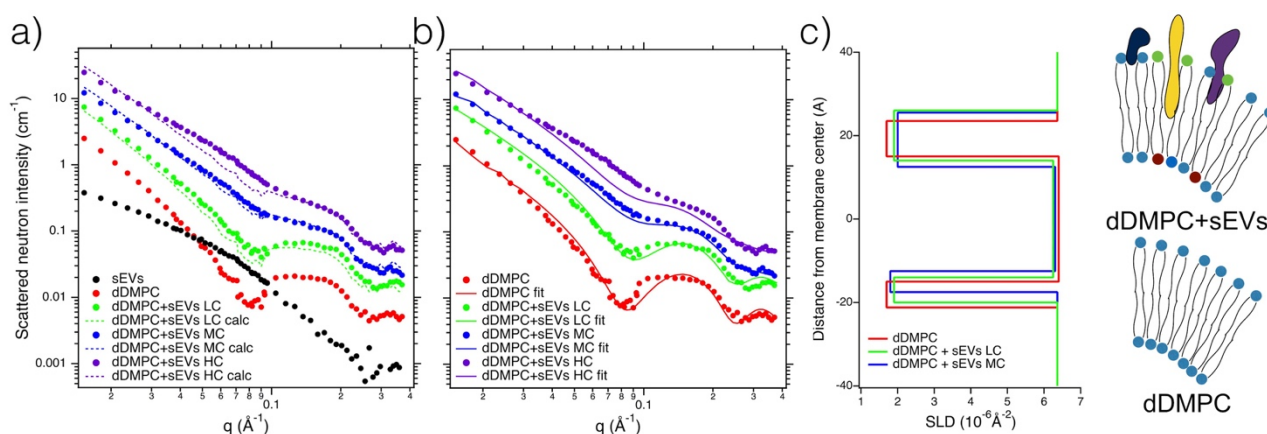 a)
Scattered neutron intensity (cm⁻¹)
10
1
0.1
0.01
0.001
sEVs
dDMPC
dDMPC+sEVs LC
dDMPC+sEVs LC calc
dDMPC+sEVs MC
dDMPC+sEVs MC calc
dDMPC+sEVs HC
dDMPC+sEVs HC calc
2 3 4 5 6 7 8 9 0.1 2 3 4
q (Å⁻¹)
b)
dDMPC
dDMPC fit
dDMPC+sEVs LC
dDMPC+sEVs LC fit
dDMPC+sEVs MC
dDMPC+sEVs MC fit
dDMPC+sEVs HC
dDMPC+sEVs HC fit
2 3 4 5 6 7 8 9 0.1 2 3 4
q (Å⁻¹)
c)
Distance from membrane center (A)
40
20
0
-20
-40
dDMPC
dDMPC + sEVs LC
dDMPC + sEVs MC
1 2 3 4 5 6 7
SLD (10⁻⁶Å⁻²)
dDMPC+sEVs
dDMPC